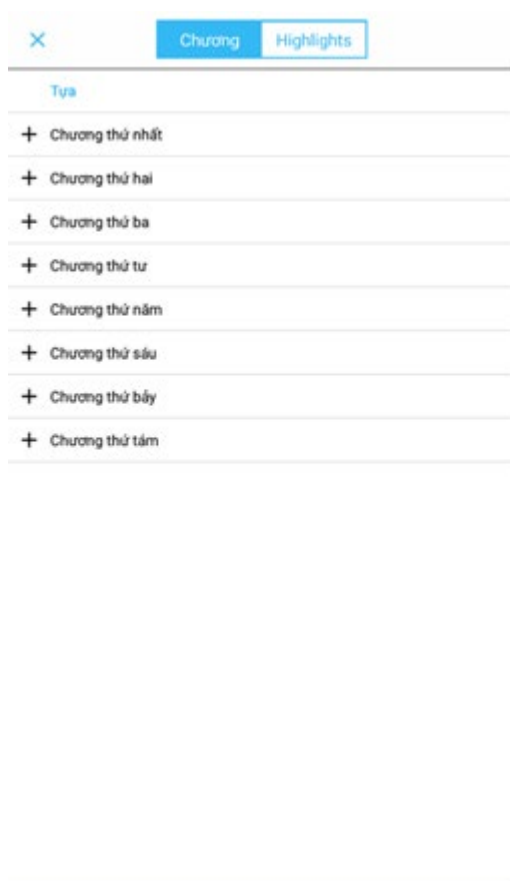 Chương Highlights
Tựa
Chương thứ nhất
Chương thứ hai
Chương thứ ba
Chương thứ tư
Chương thứ năm
Chương thứ sáu
Chương thứ bảy
Chương thứ tám